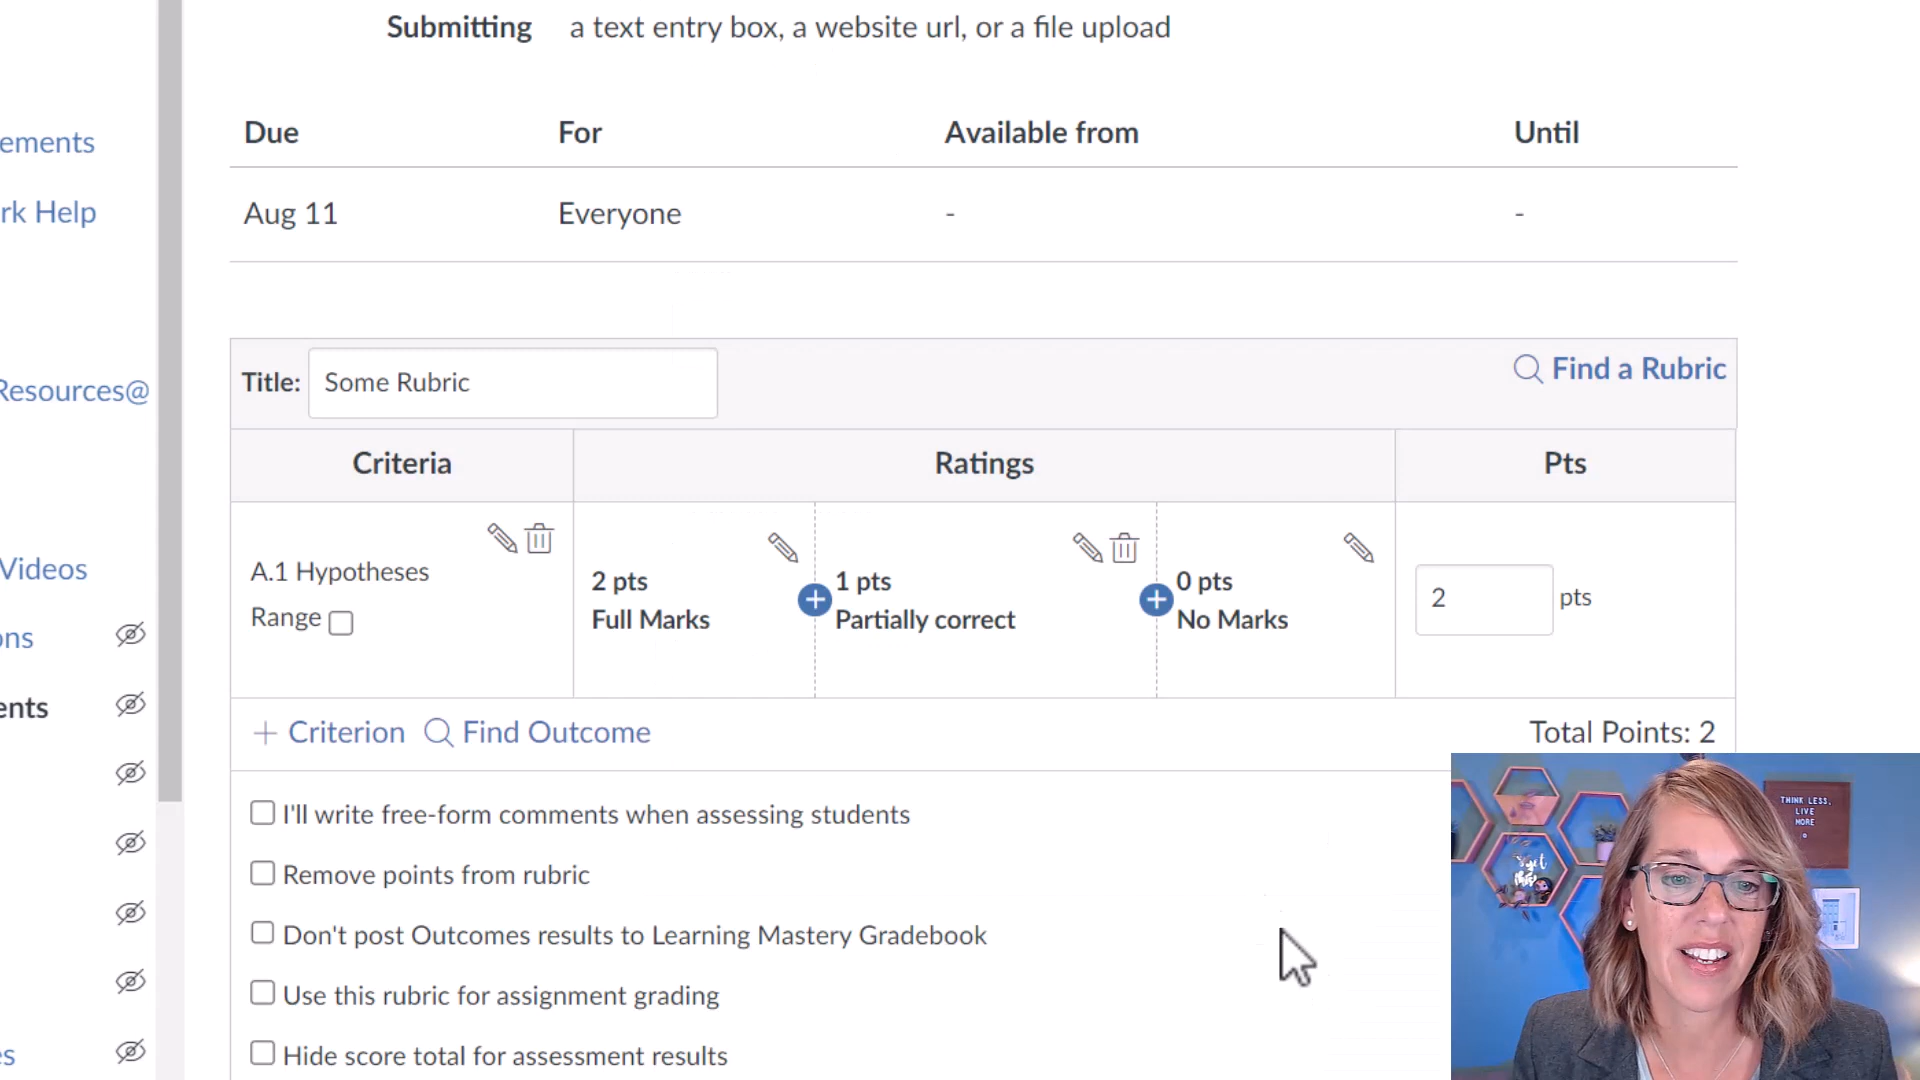 Submitting a text entry box, a website url, or a file upload
Due For Available from Until
Aug 11 Everyone - -
ements
rk Help
Resources@
Videos
ons
ents
es
Title: Some Rubric Find a Rubric
Criteria Ratings Pts
A.1 Hypotheses
Range
2 pts
Full Marks
1 pts
Partially correct
0 pts
No Marks
2 pts
+ Criterion Find Outcome Total Points: 2
I'll write free-form comments when assessing students
Remove points from rubric
Don't post Outcomes results to Learning Mastery Gradebook
Use this rubric for assignment grading
Hide score total for assessment results
THINK LESS,
LIVE
MORE